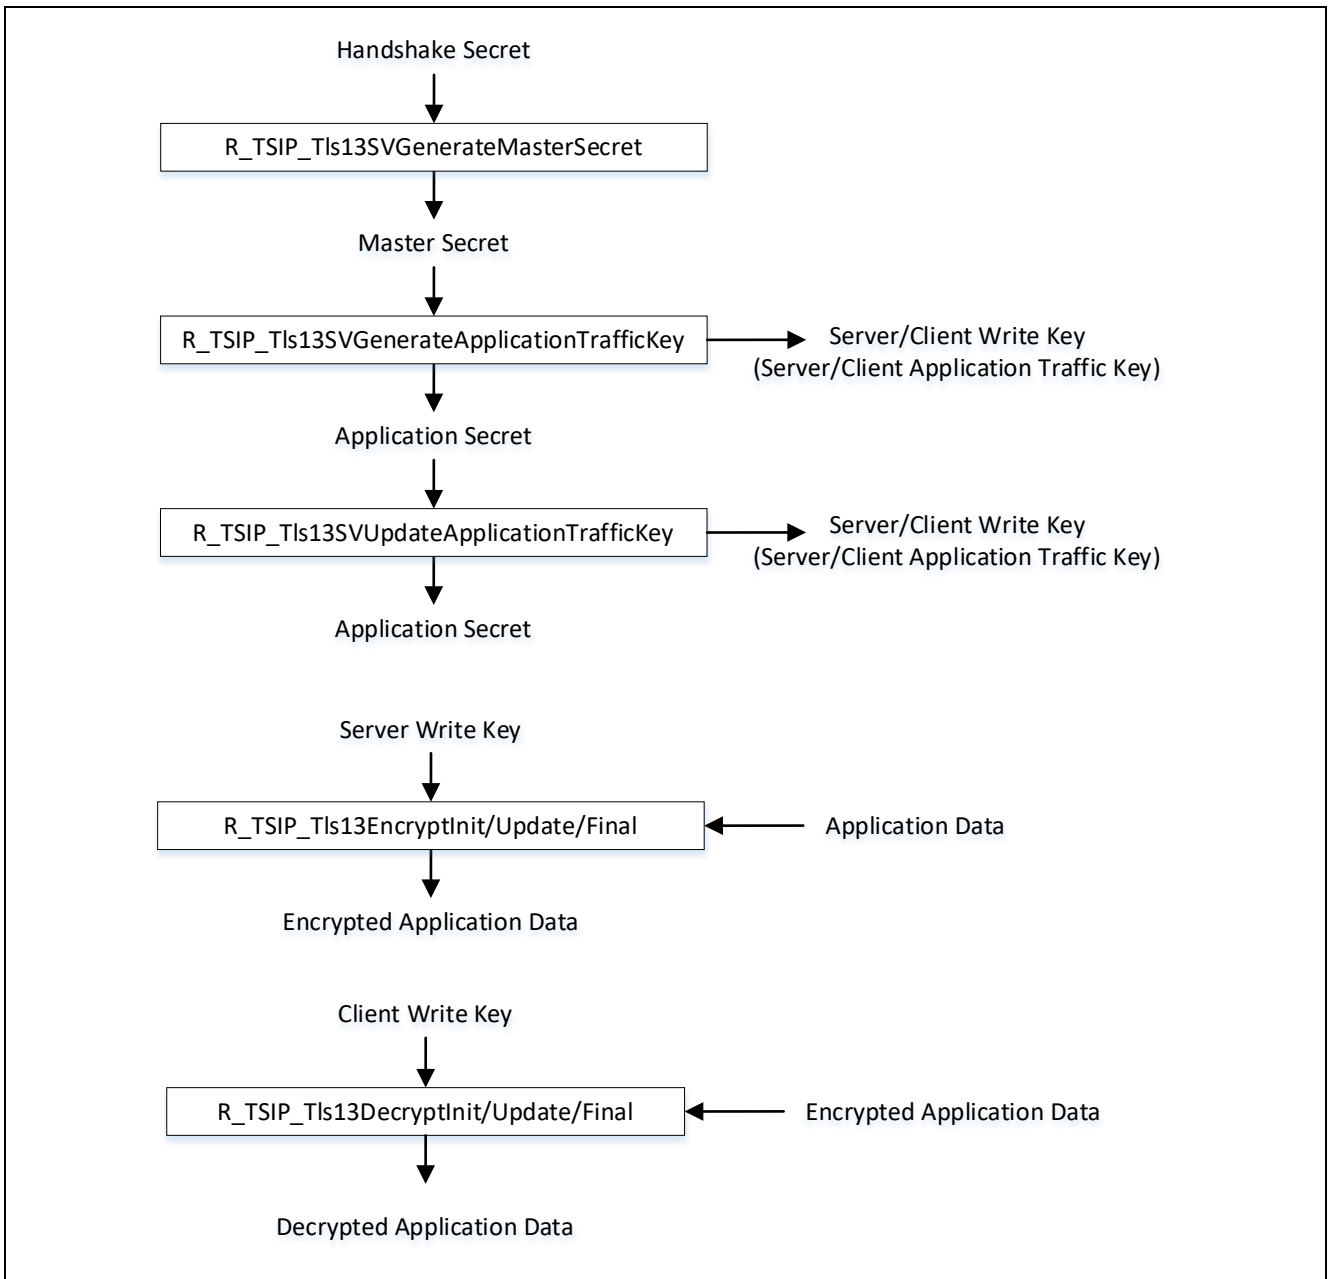 Handshake Secret
R_TSIP_Tls13SVGenerateMasterSecret
Master Secret
R_TSIP_Tls13SVGenerateApplicationTrafficKey
Server/Client Write Key
(Server/Client Application Traffic Key)
Application Secret
R_TSIP_Tls13SVUpdateApplicationTrafficKey
Server/Client Write Key
(Server/Client Application Traffic Key)
Application Secret
Server Write Key
R_TSIP_Tls13EncryptInit/Update/Final
Application Data
Encrypted Application Data
Client Write Key
R_TSIP_Tls13DecryptInit/Update/Final
Encrypted Application Data
Decrypted Application Data